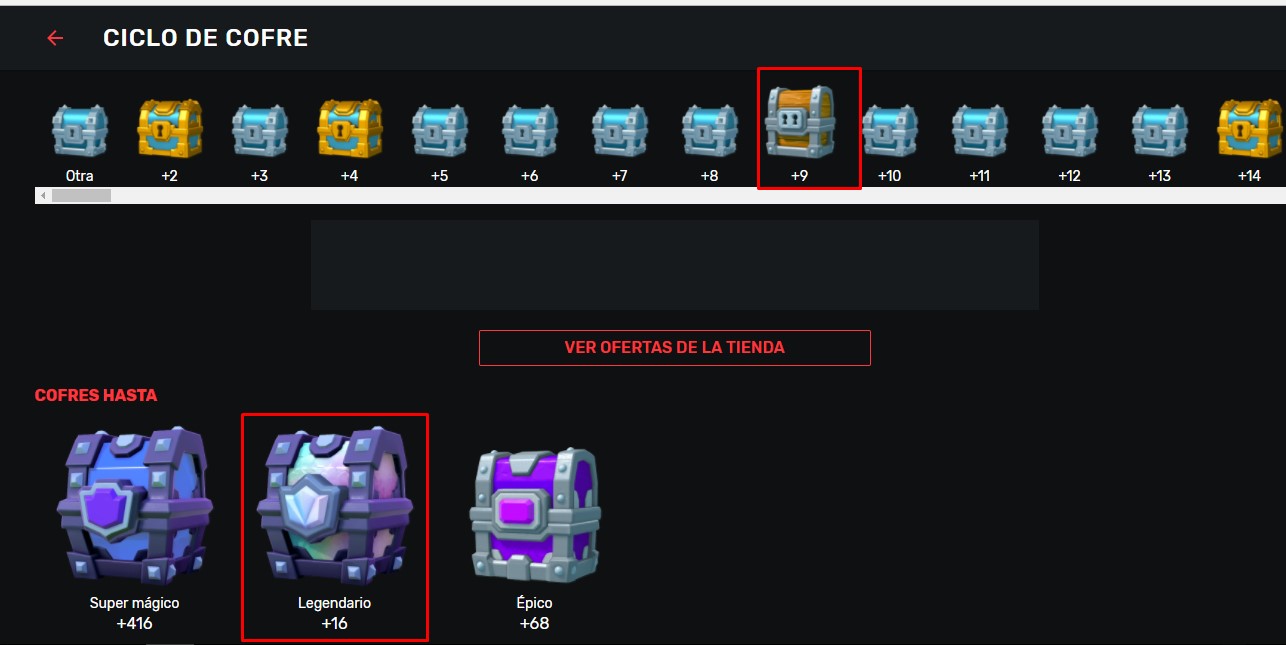 CICLO DE COFRE
Otra +2 +3 +4 +5 +6 +7 +8 +9 +10 +11 +12 +13 +14
VER OFERTAS DE LA TIENDA
COFRES HASTA
Super mágico Legendario Épico
+416 +16 +68